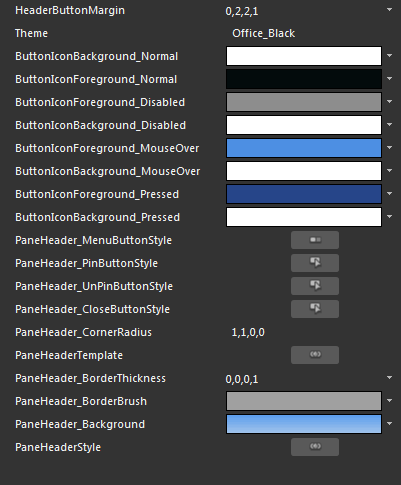 HeaderButtonMargin 0,2,2,1
Theme Office_Black
ButtonIconBackground_Normal
ButtonIconForeground_Normal
ButtonIconForeground_Disabled
ButtonIconBackground_Disabled
ButtonIconForeground_MouseOver
ButtonIconBackground_MouseOver
ButtonIconForeground_Pressed
ButtonIconBackground_Pressed
PaneHeader_MenuButtonStyle
PaneHeader_PinButtonStyle
PaneHeader_UnPinButtonStyle
PaneHeader_CloseButtonStyle
PaneHeader_CornerRadius 1,1,0,0
PaneHeaderTemplate
PaneHeader_BorderThickness 0,0,0,1
PaneHeader_BorderBrush
PaneHeader_Background
PaneHeaderStyle